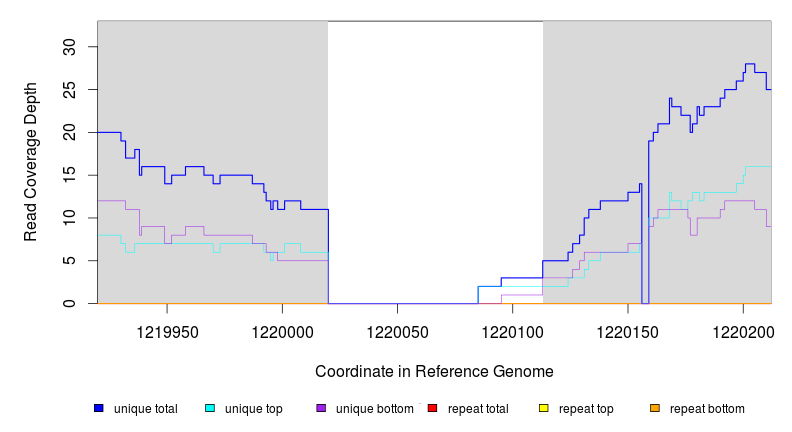 Read Coverage Depth
30
25
20
15
10
5
0
1219950 1220000 1220050 1220100 1220150 1220200
Coordinate in Reference Genome
unique total unique top unique bottom repeat total repeat top repeat bottom